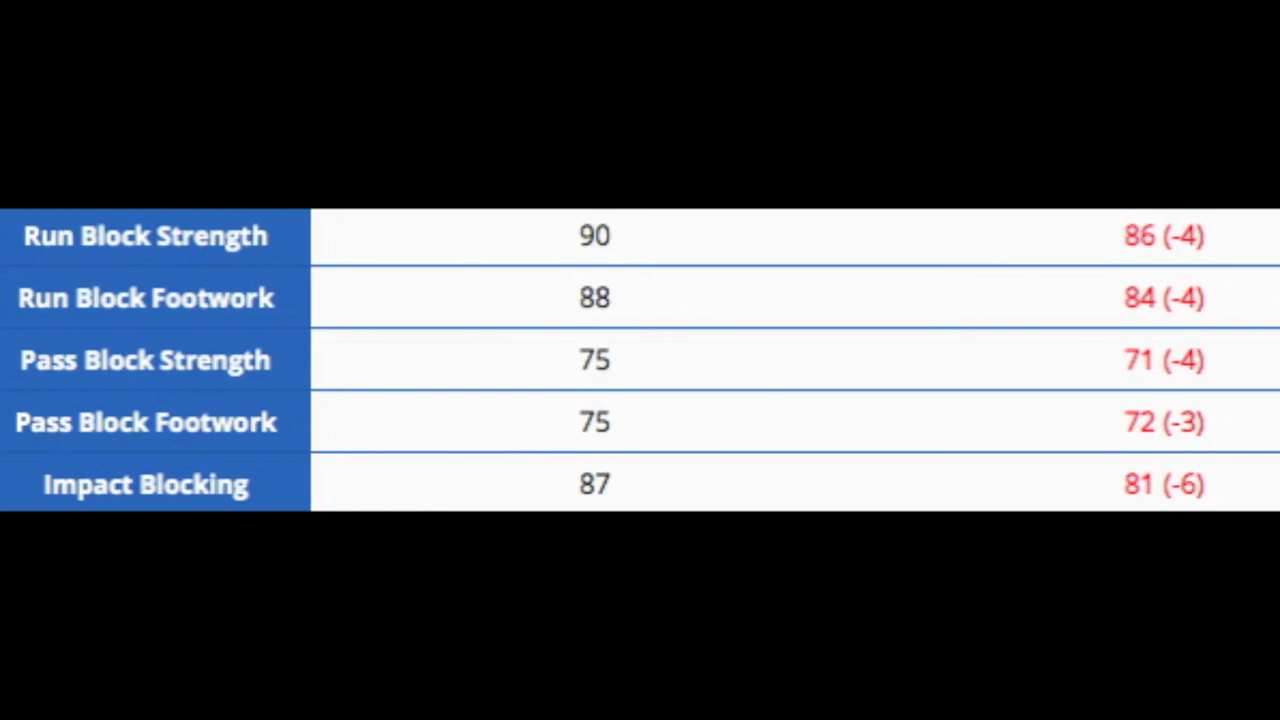 Run Block Strength 90 86 (-4)
Run Block Footwork 88 84 (-4)
Pass Block Strength 75 71 (-4)
Pass Block Footwork 75 72 (-3)
Impact Blocking 87 81 (-6)